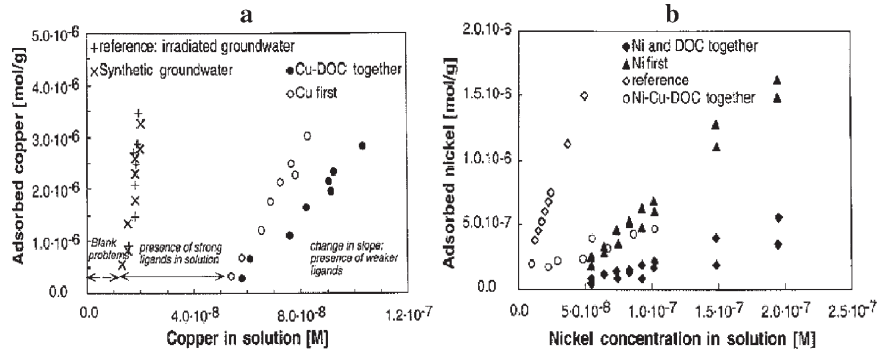 a
5.0·10-6
4.0·10-6
3.0·10-6
2.0·10-6
1.0·10-6
0.0
Adsorbed copper [mol/g]
+reference: irradiated groundwater
×Synthetic groundwater
●Cu-DOC together
○Cu first
Blank problems
presence of strong ligands in solution
change in slope: presence of weaker ligands
0.0 4.0·10-8 8.0·10-8 1.2·10-7
Copper in solution [M]
b
2.0·10-6
1.5·10-6
1.0·10-6
5.0·10-7
0.0
Adsorbed nickel [mol/g]
◆ Ni and DOC together
▲ Ni first
◇ reference
○ Ni-Cu-DOC together
0.0 5.0·10-8 1.0·10-7 1.5·10-7 2.0·10-7 2.5·10-7
Nickel concentration in solution [M]